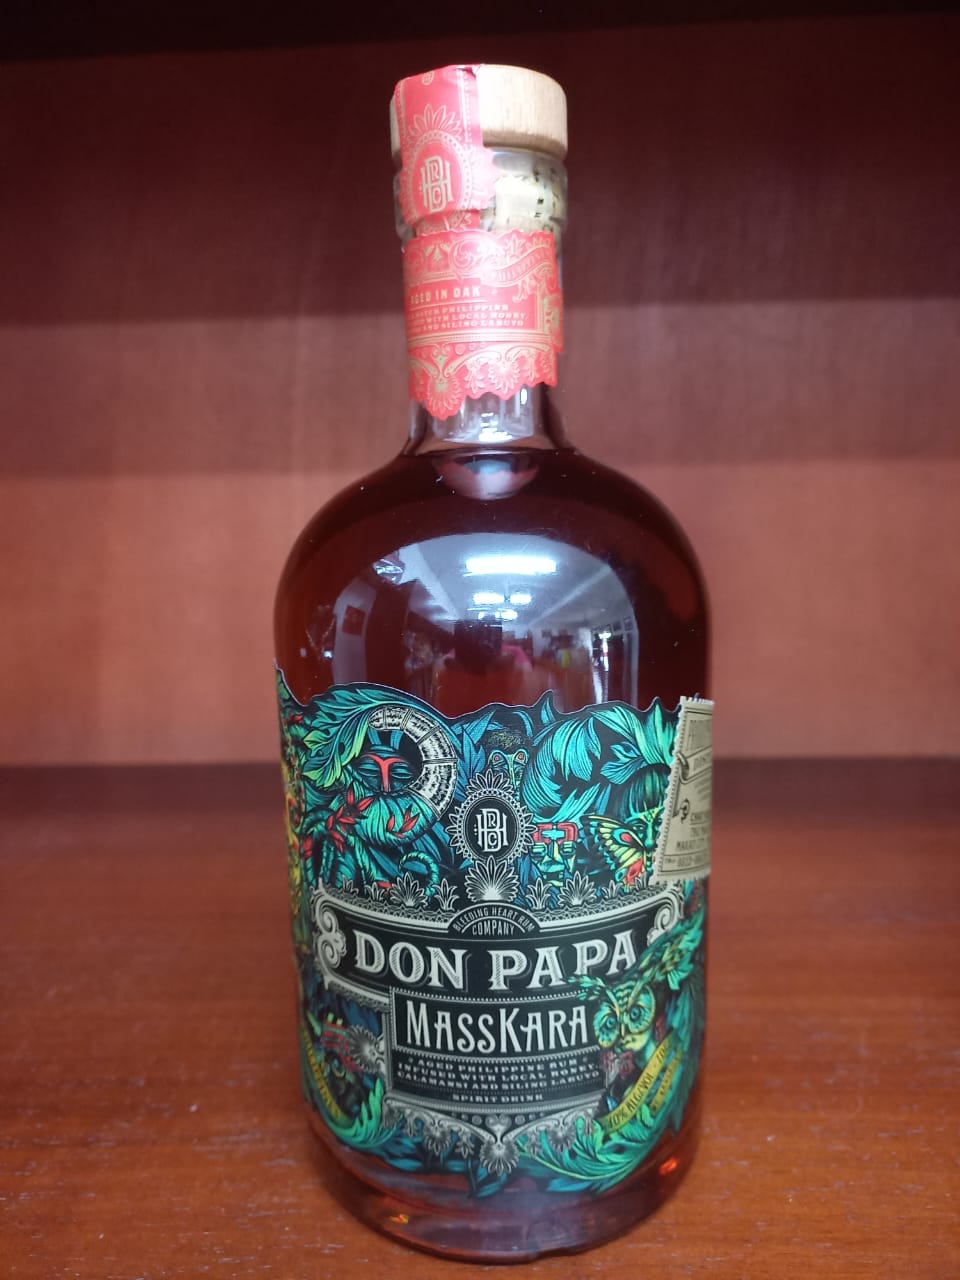 AGED IN OAK
BATCH PHILIPPINE
WITH LOCAL HONEY
AND SILING LABUYO
BLEEDING HEART RUM
COMPANY
DON PAPA
MASSKARA
AGED PHILIPPINE RUM
INFUSED WITH LOCAL HONEY,
CALAMANSI AND SILING LABUYO
SPIRIT DRINK